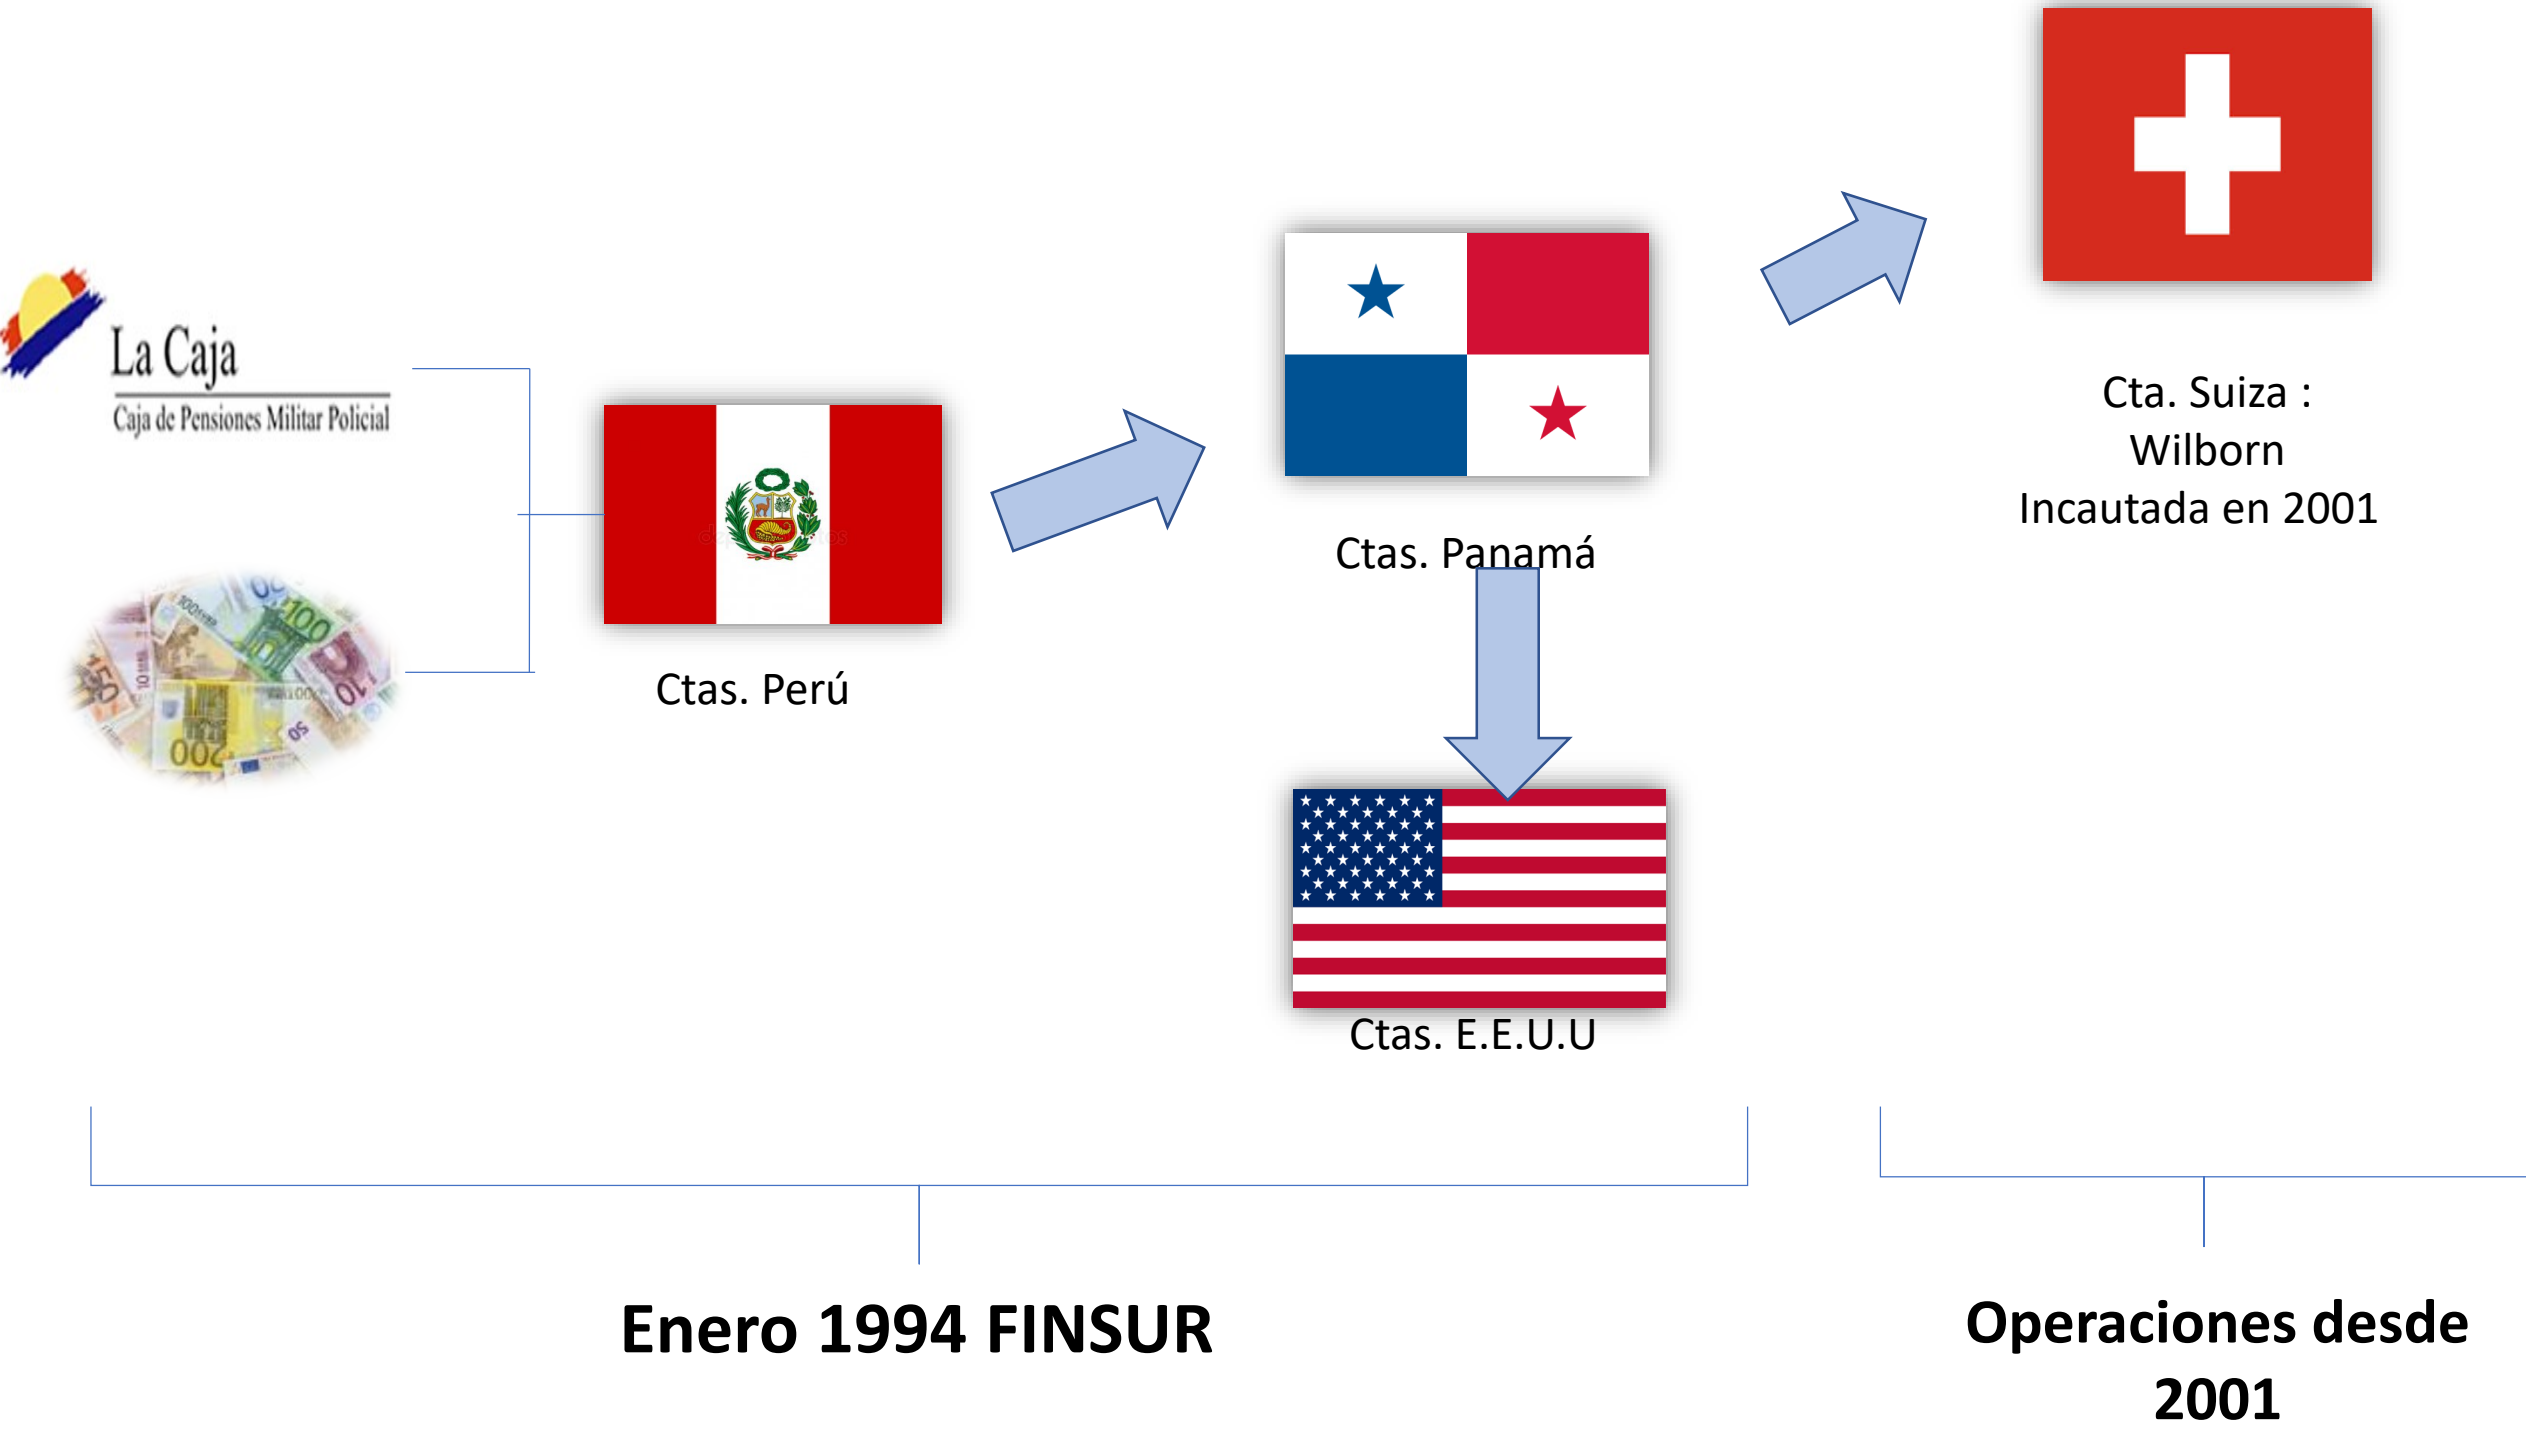 La Caja
Caja de Pensiones Militar Policial
Ctas. Perú
Ctas. Panamá
Ctas. E.E.U.U
Cta. Suiza :
Wilborn
Incautada en 2001
Enero 1994 FINSUR
Operaciones desde
2001